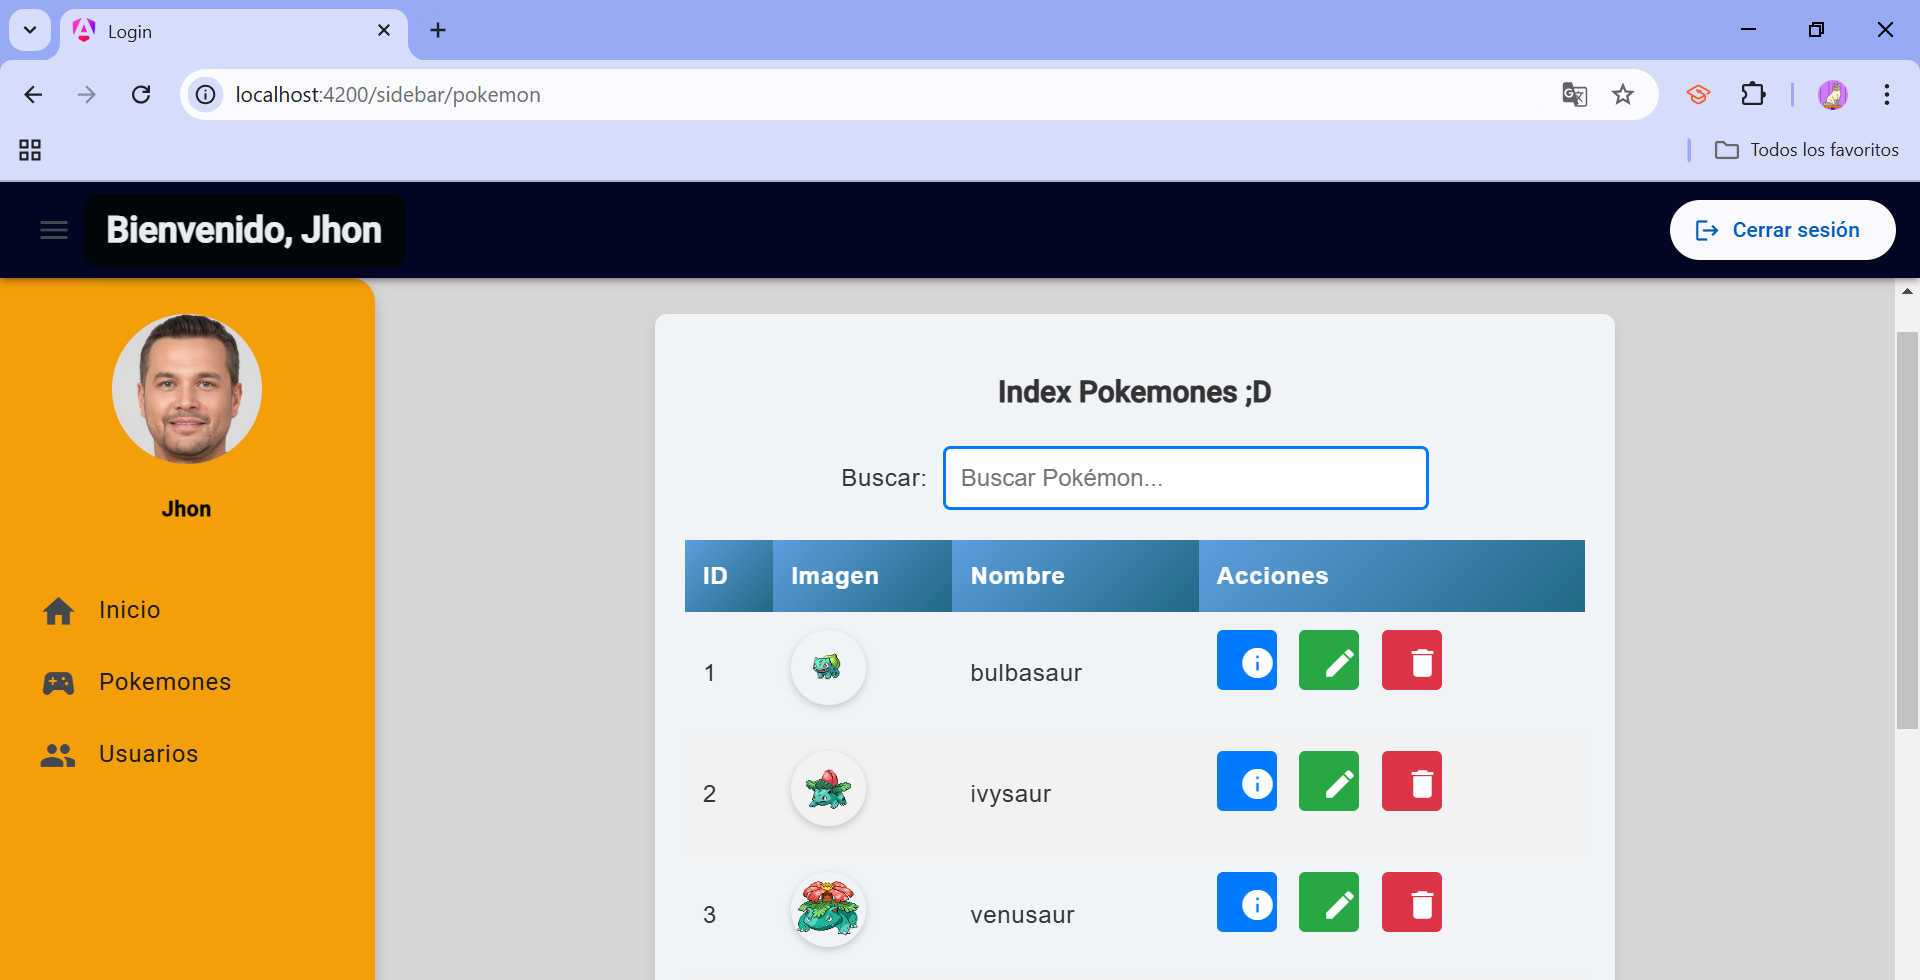 Login
localhost:4200/sidebar/pokemon
Todos los favoritos
Bienvenido, Jhon
Cerrar sesión
Jhon
Inicio
Pokemones
Usuarios
Index Pokemones ;D
Buscar: Buscar Pokémon...
ID Imagen Nombre Acciones
1 bulbasaur
2 ivysaur
3 venusaur